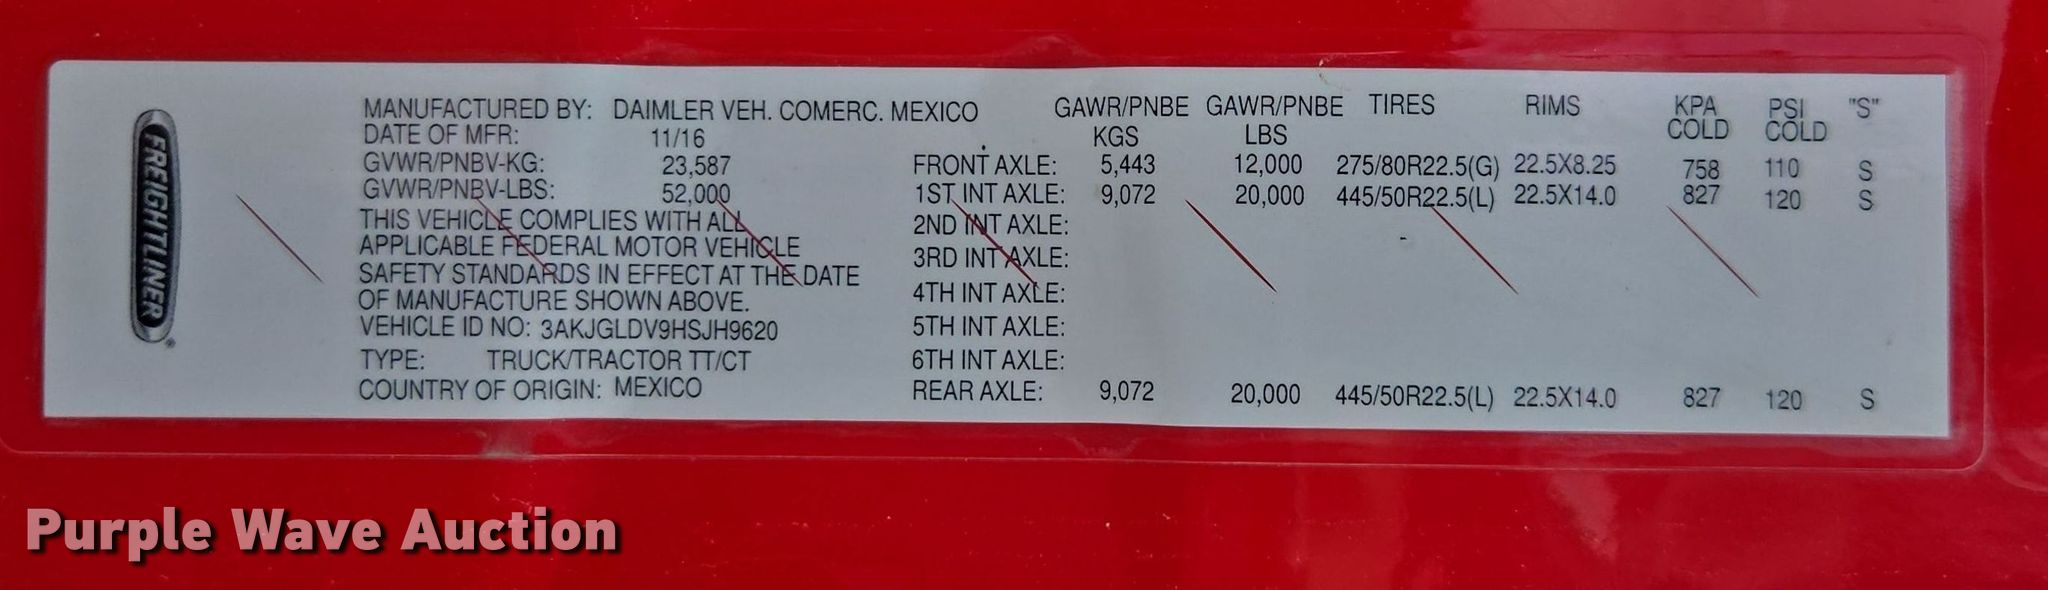 FREIGHTLINER®
MANUFACTURED BY: DAIMLER VEH. COMERC. MEXICO
DATE OF MFR: 11/16
GVWR/PNBV-KG: 23,587
GVWR/PNBV-LBS: 52,000
THIS VEHICLE COMPLIES WITH ALL
APPLICABLE FEDERAL MOTOR VEHICLE
SAFETY STANDARDS IN EFFECT AT THE DATE
OF MANUFACTURE SHOWN ABOVE.
VEHICLE ID NO: 3AKJGLDV9HSJH9620
TYPE: TRUCK/TRACTOR TT/CT
COUNTRY OF ORIGIN: MEXICO
GAWR/PNBE GAWR/PNBE TIRES RIMS KPA PSI "S"
KGS LBS COLD COLD
FRONT AXLE: 5,443 12,000 275/80R22.5(G) 22.5X8.25 758 110 S
1ST INT AXLE: 9,072 20,000 445/50R22.5(L) 22.5X14.0 827 120 S
2ND INT AXLE:
3RD INT AXLE:
4TH INT AXLE:
5TH INT AXLE:
6TH INT AXLE:
REAR AXLE: 9,072 20,000 445/50R22.5(L) 22.5X14.0 827 120 S
Purple Wave Auction